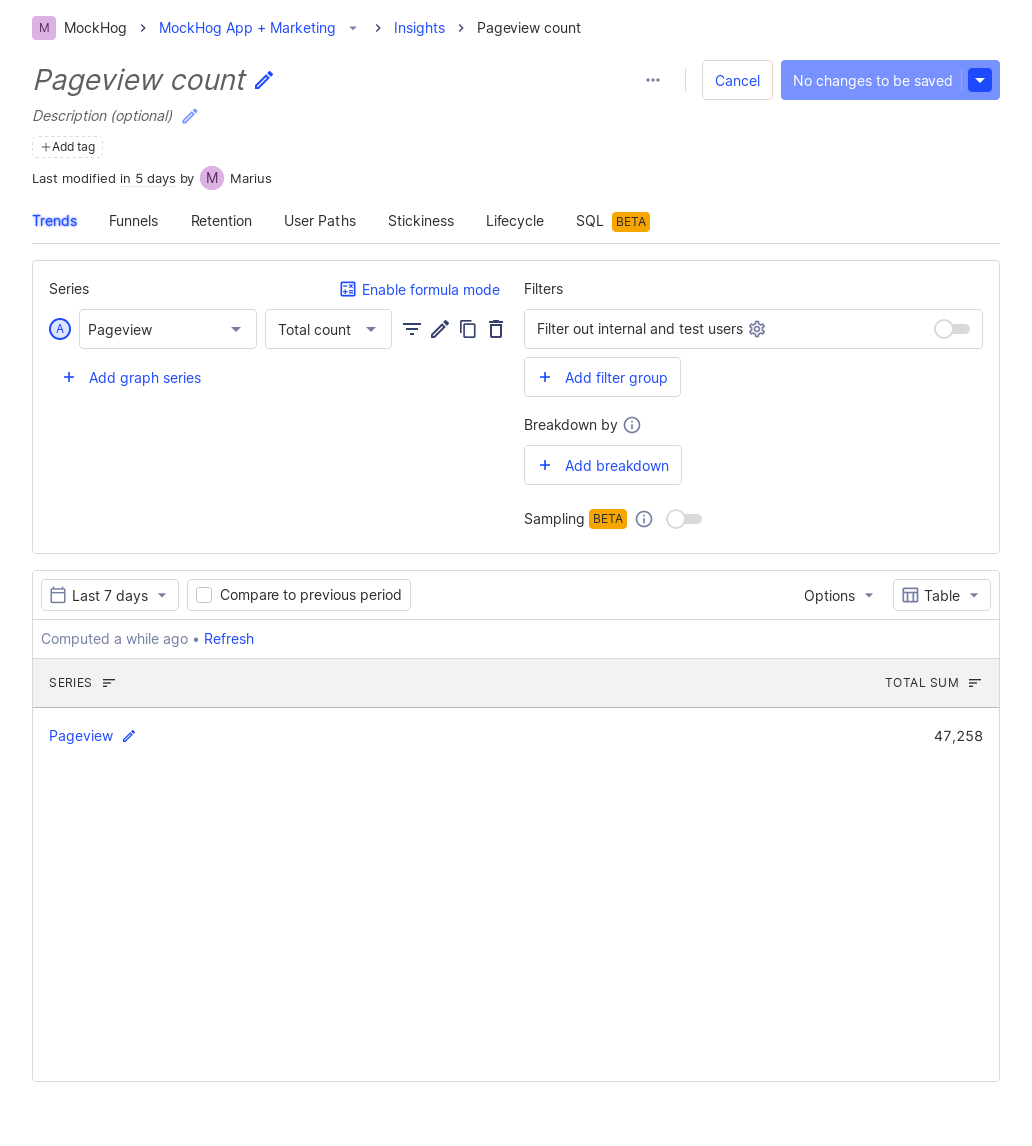 M MockHog MockHog App + Marketing Insights Pageview count
Pageview count
Cancel No changes to be saved
Description (optional)
Add tag
Last modified in 5 days by M Marius
Trends Funnels Retention User Paths Stickiness Lifecycle SQL BETA
Series Enable formula mode
A Pageview Total count
Add graph series
Filters
Filter out internal and test users
Add filter group
Breakdown by
Add breakdown
Sampling BETA
Last 7 days Compare to previous period Options Table
Computed a while ago • Refresh
SERIES TOTAL SUM
Pageview 47,258